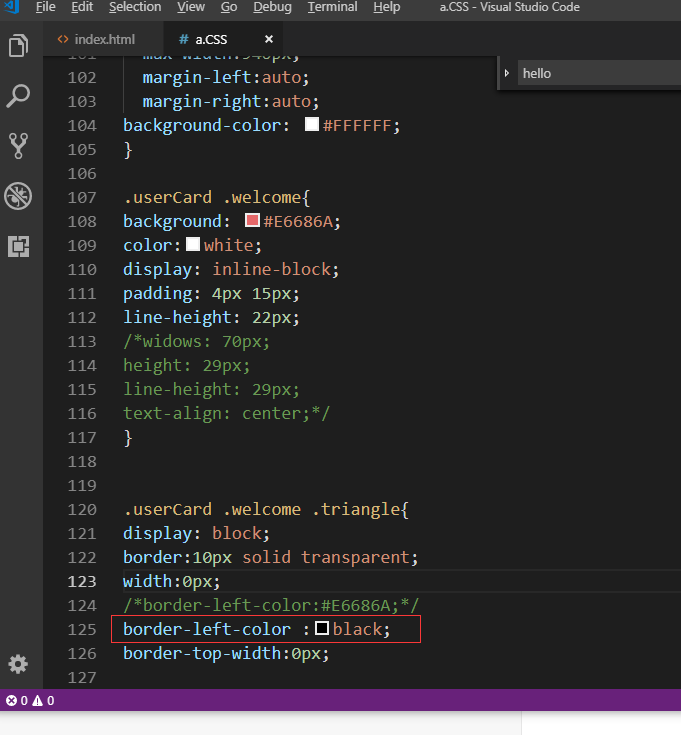 File Edit Selection View Go Debug Terminal Help a.CSS - Visual Studio Code
<> index.html # a.CSS ×
hello
101 max-width:940px;
102 margin-left:auto;
103 margin-right:auto;
104 background-color: #FFFFFF;
105 }
106
107 .userCard .welcome{
108 background: #E6686A;
109 color: white;
110 display: inline-block;
111 padding: 4px 15px;
112 line-height: 22px;
113 /*widows: 70px;
114 height: 29px;
115 line-height: 29px;
116 text-align: center;*/
117 }
118
119
120 .userCard .welcome .triangle{
121 display: block;
122 border:10px solid transparent;
123 width:0px;
124 /*border-left-color:#E6686A;*/
125 border-left-color : black;
126 border-top-width:0px;
127
0 0